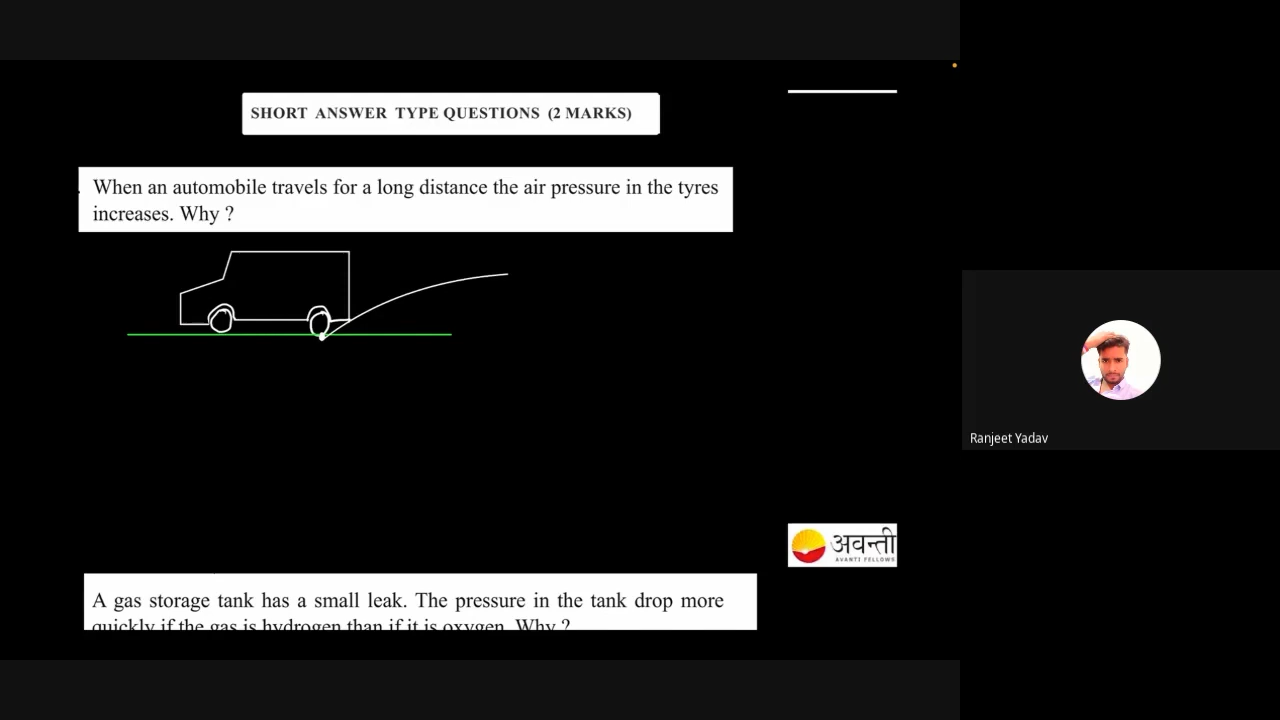 SHORT ANSWER TYPE QUESTIONS (2 MARKS)
When an automobile travels for a long distance the air pressure in the tyres
increases. Why ?
Ranjeet Yadav
अवन्ती
AVANTI FELLOWS
A gas storage tank has a small leak. The pressure in the tank drop more
quickly if the gas is hydrogen than if it is oxygen. Why ?